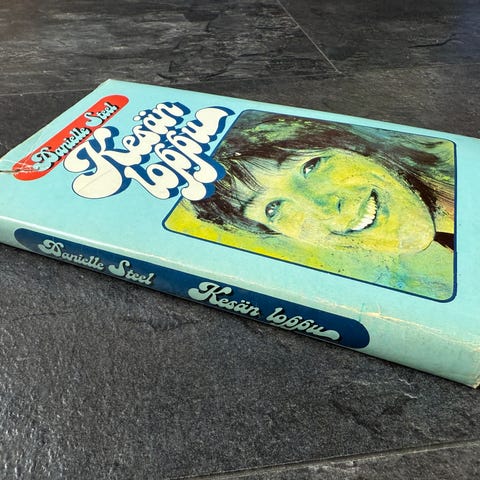 Danielle Steel
Kesän
loppu
Danielle Steel Kesän loppu